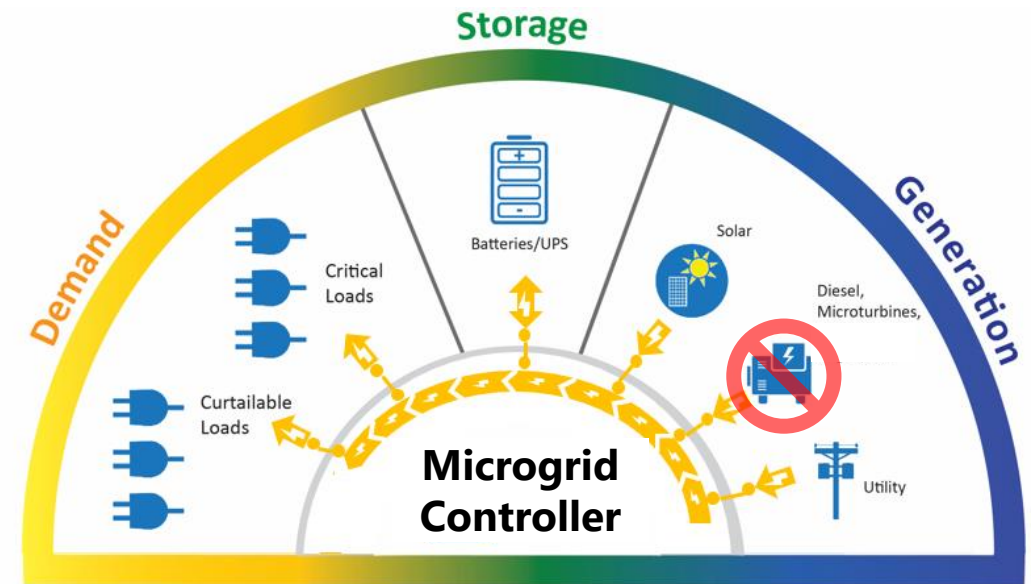 Storage
Demand
Generation
Batteries/UPS
Critical
Loads
Curtailable
Loads
Solar
Diesel,
Microturbines,
Utility
Microgrid
Controller